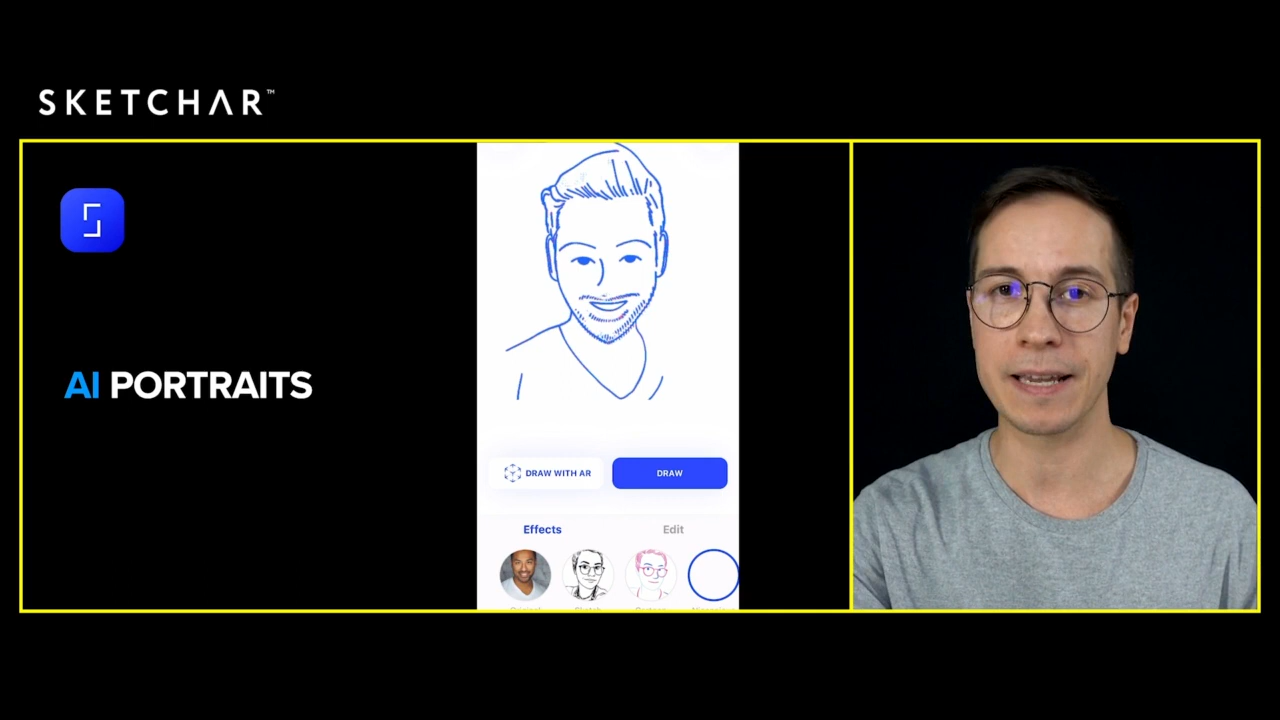 SKETCHAR™
AI PORTRAITS
DRAW WITH AR
DRAW
Effects
Edit